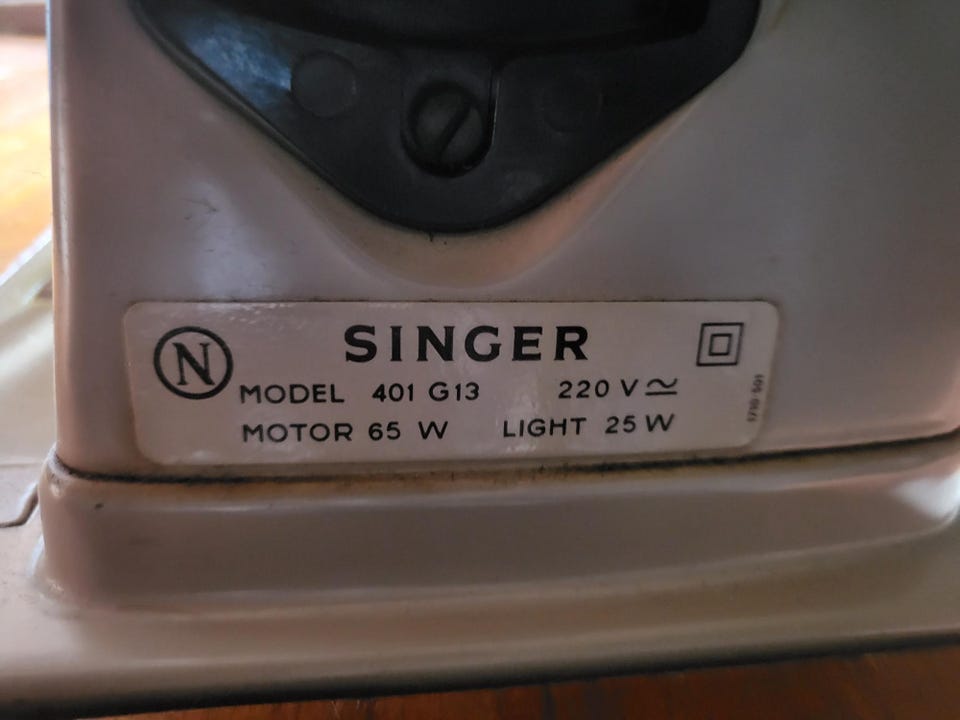 N
SINGER
MODEL 401 G13 220 V ⎓
MOTOR 65 W LIGHT 25 W